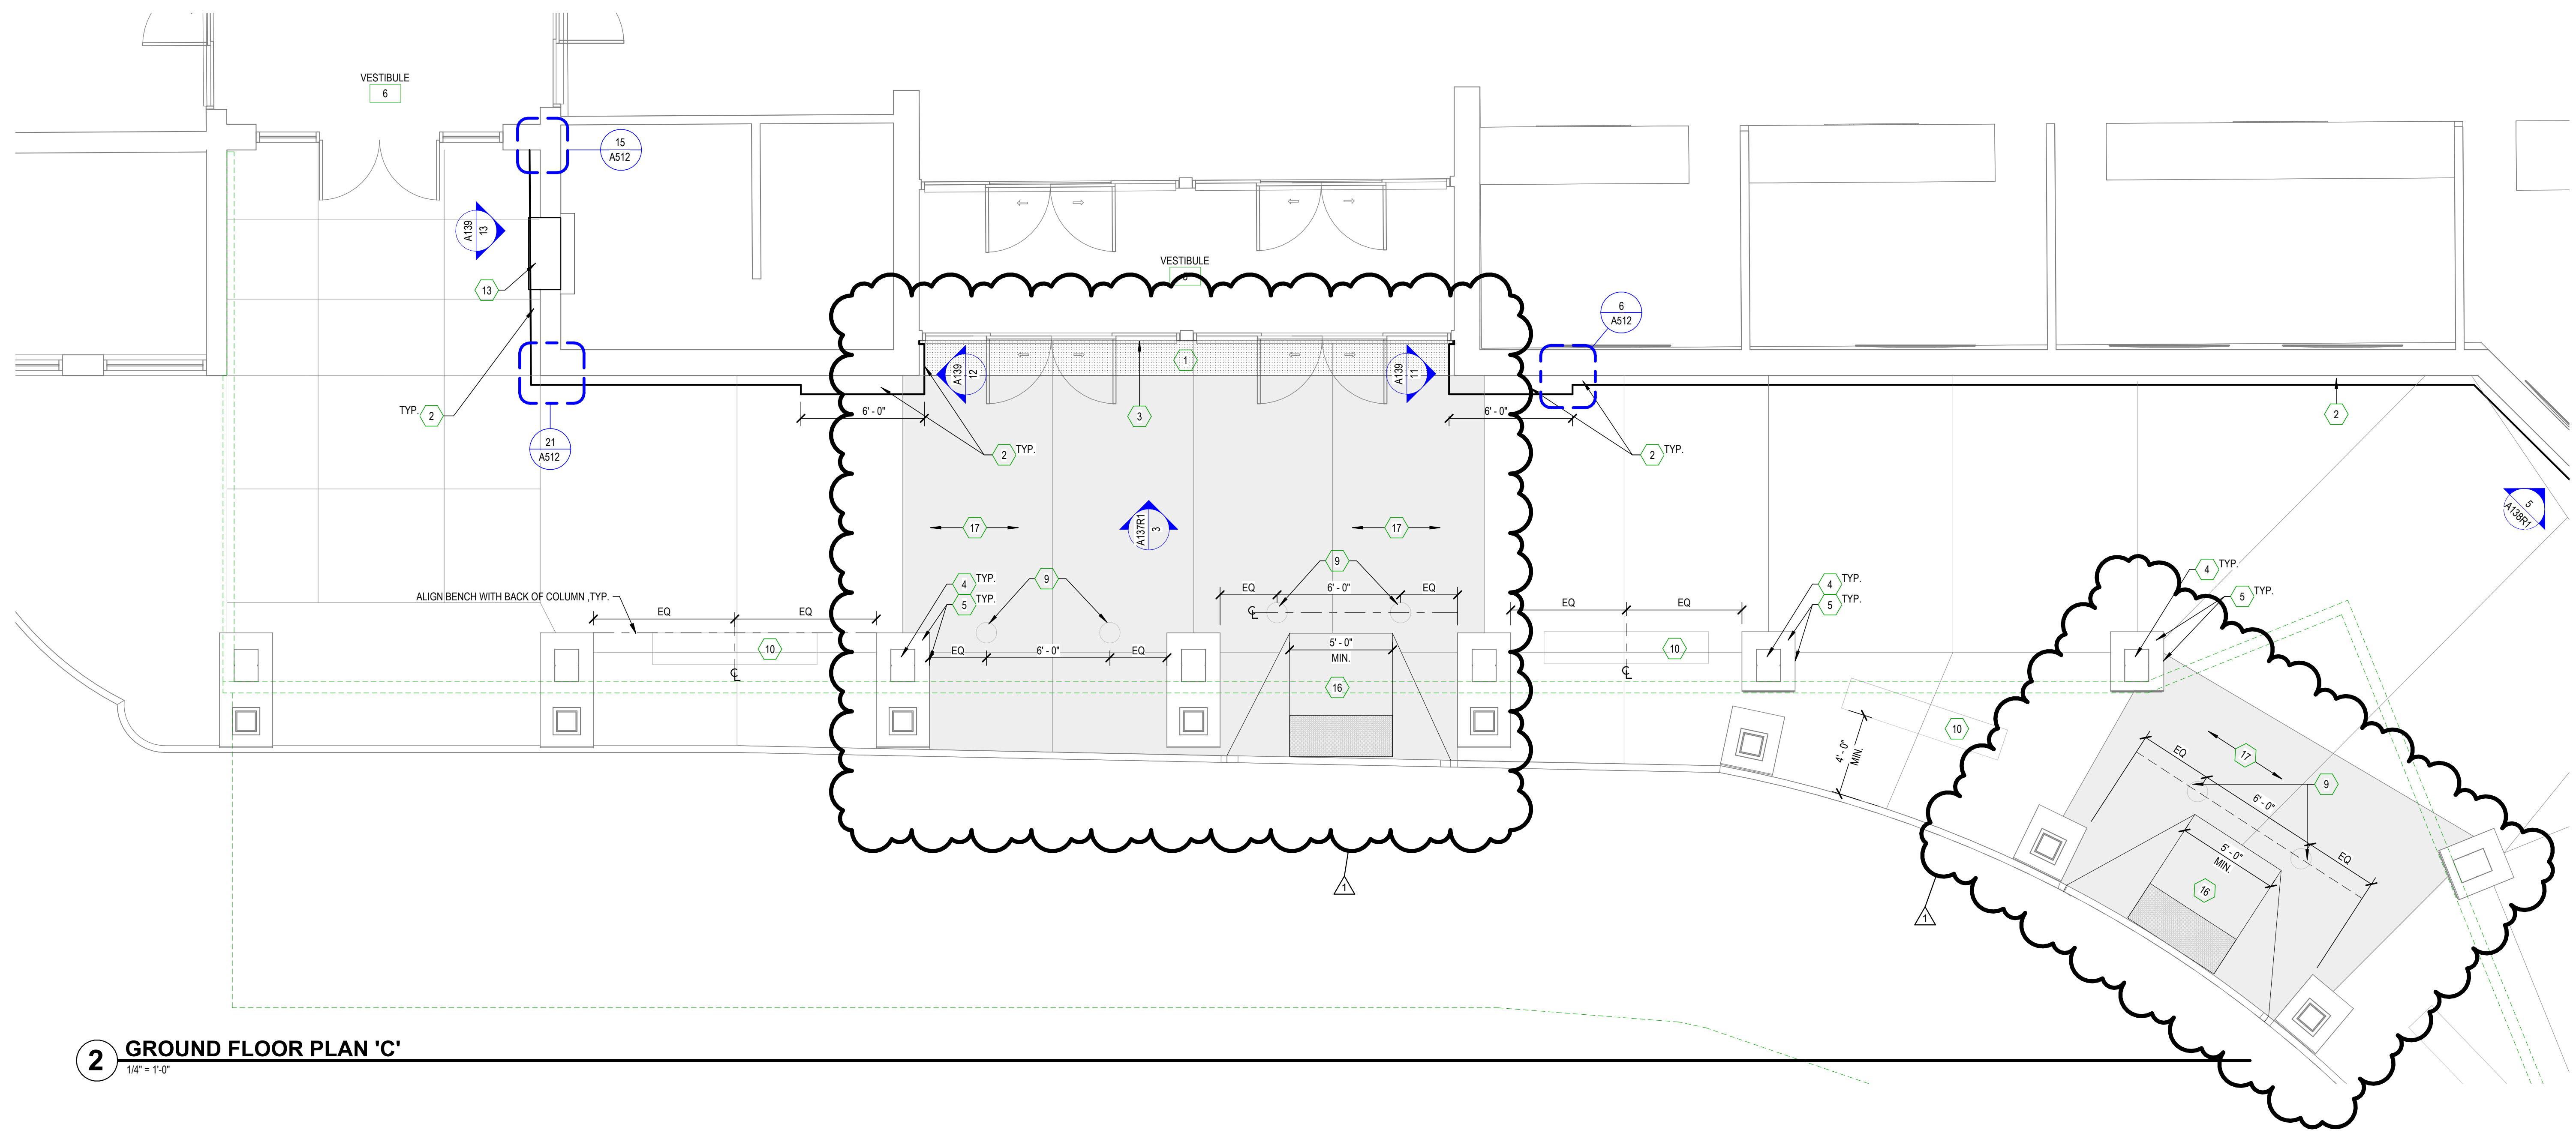 VESTIBULE
6
15
A512
A139
13
13
VESTIBULE
6
A512
1
A139
12
A139
11
3
6' - 0"
6' - 0"
TYP.
2
2
21
A512
2
TYP.
2
TYP.
17
A137R1
3
17
5
A138R1
ALIGN BENCH WITH BACK OF COLUMN ,TYP.
EQ
EQ
4
TYP.
5
TYP.
9
9
EQ
6' - 0"
EQ
EQ
EQ
4
TYP.
5
TYP.
4
TYP.
5
TYP.
10
EQ
6' - 0"
EQ
5' - 0"
MIN.
16
10
10
4' - 0"
MIN.
EQ
17
9
6' - 0"
EQ
5' - 0"
MIN.
16
1
1
2
GROUND FLOOR PLAN 'C'
1/4" = 1'-0"